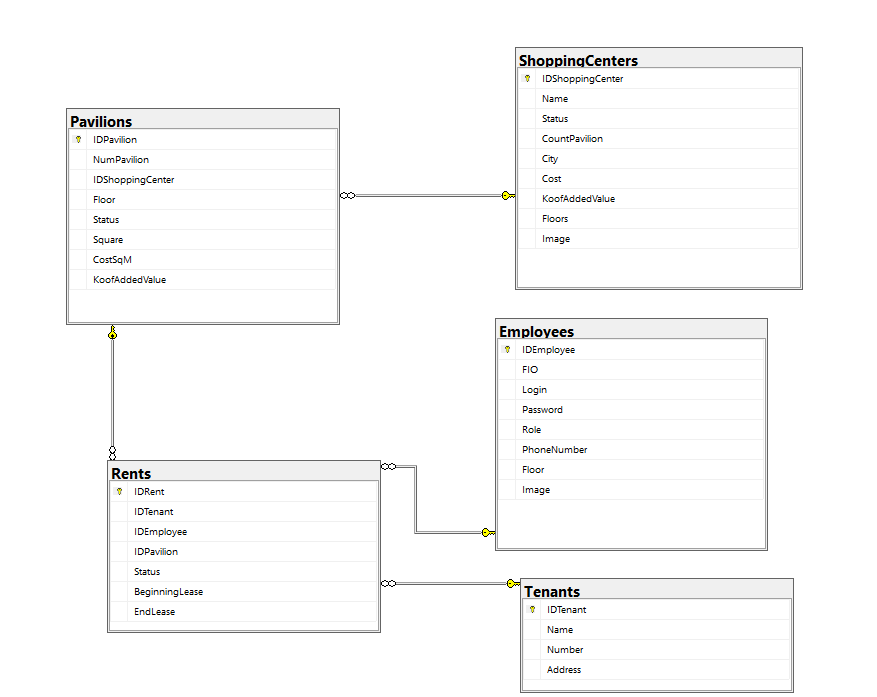 ShoppingCenters
IDShoppingCenter
Name
Status
CountPavilion
City
Cost
KoofAddedValue
Floors
Image
Pavilions
IDPavilion
NumPavilion
IDShoppingCenter
Floor
Status
Square
CostSqM
KoofAddedValue
Employees
IDEmployee
FIO
Login
Password
Role
PhoneNumber
Floor
Image
Rents
IDRent
IDTenant
IDEmployee
IDPavilion
Status
BeginningLease
EndLease
Tenants
IDTenant
Name
Number
Address